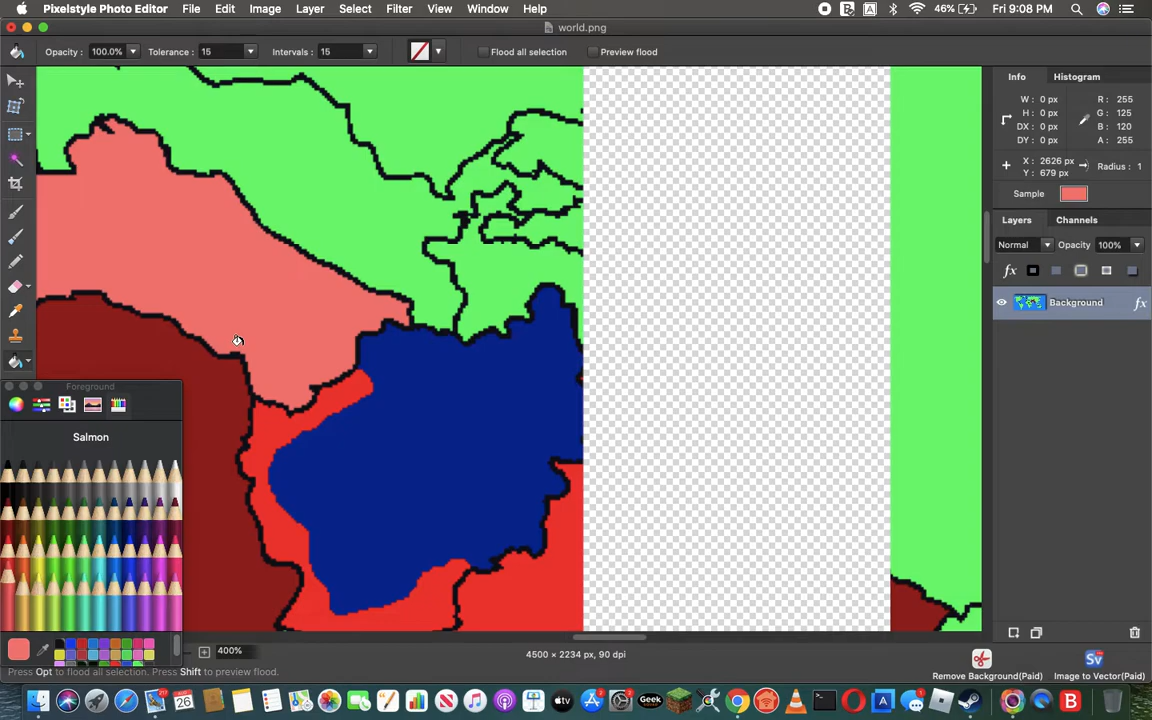 Pixelstyle Photo Editor File Edit Image Layer Select Filter View Window Help 46% Fri 9:08 PM
world.png
Opacity : 100.0% Tolerance : 15 Intervals : 15 Flood all selection Preview flood
Info Histogram
W : 0 px R : 255
H : 0 px G : 125
DX : 0 px B : 120
DY : 0 px A : 255
X : 2626 px Radius : 1
Y : 679 px
Sample
Layers Channels
Normal Opacity 100%
fx
Background fx
Foreground
Salmon
400%
4500 × 2234 px, 90 dpi
Press Opt to flood all selection. Press Shift to preview flood.
Sv
Remove Background(Paid) Image to Vector(Paid)